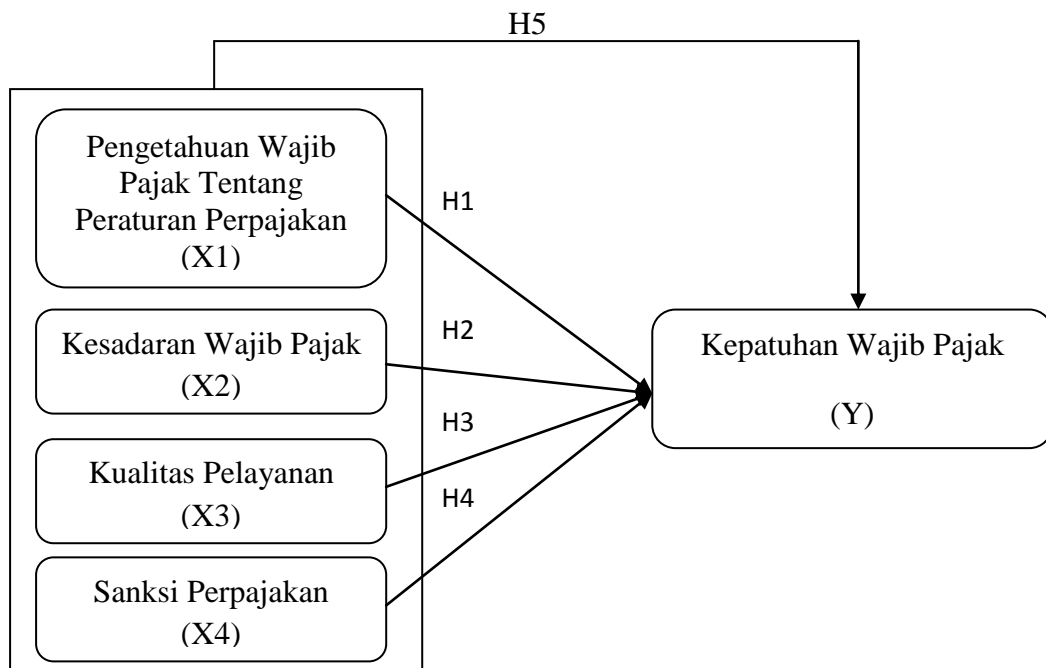 H5
Pengetahuan Wajib
Pajak Tentang
Peraturan Perpajakan
(X1)
H1
Kesadaran Wajib Pajak
(X2)
H2
Kepatuhan Wajib Pajak
(Y)
Kualitas Pelayanan
(X3)
H3
Sanksi Perpajakan
(X4)
H4